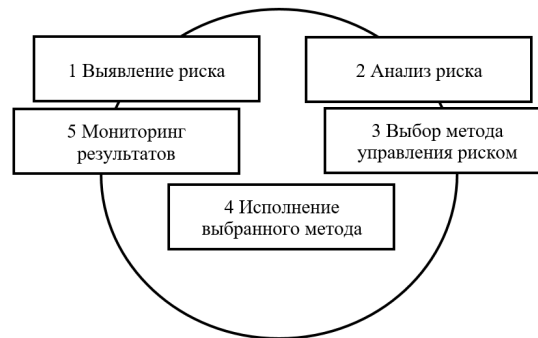 1 Выявление риска
2 Анализ риска
5 Мониторинг
результатов
3 Выбор метода
управления риском
4 Исполнение
выбранного метода